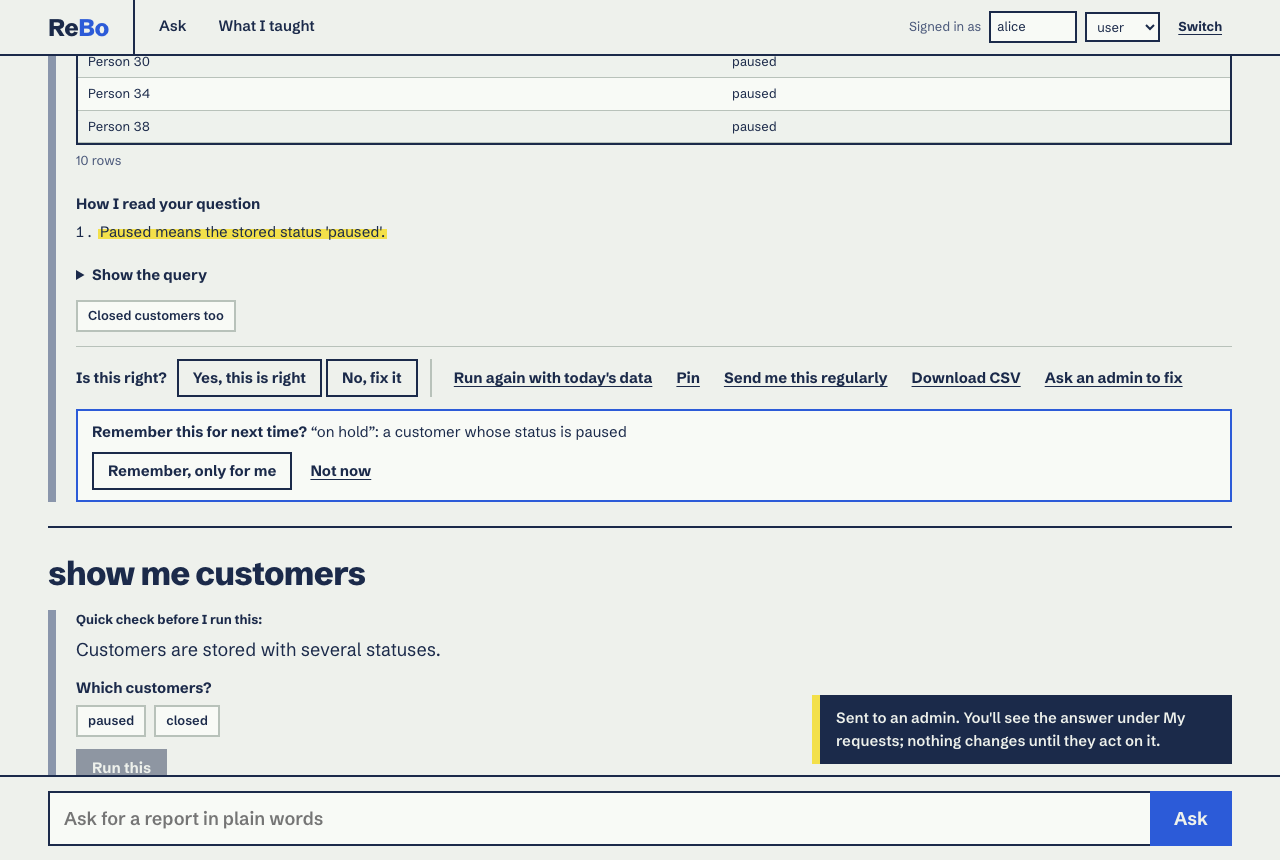 ReBo
Ask
What I taught
Signed in as
alice
user
Switch
Person 30 paused
Person 34 paused
Person 38 paused
10 rows
How I read your question
1. Paused means the stored status 'paused'.
Show the query
Closed customers too
Is this right?
Yes, this is right
No, fix it
Run again with today's data
Pin
Send me this regularly
Download CSV
Ask an admin to fix
Remember this for next time? “on hold”: a customer whose status is paused
Remember, only for me
Not now
show me customers
Quick check before I run this:
Customers are stored with several statuses.
Which customers?
paused
closed
Run this
Sent to an admin. You'll see the answer under My
requests; nothing changes until they act on it.
Ask for a report in plain words
Ask